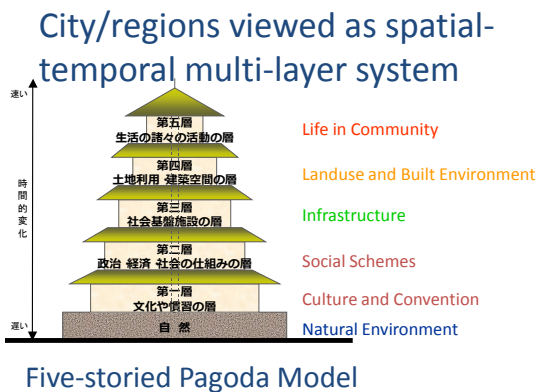 City/regions viewed as spatial-
temporal multi-layer system
速い
時間的変化
遅い
第五層
生活の諸々の活動の層
第四層
土地利用・建築空間の層
第三層
社会基盤施設の層
第二層
政治・経済・社会の仕組みの層
第一層
文化や慣習の層
自然
Life in Community
Landuse and Built Environment
Infrastructure
Social Schemes
Culture and Convention
Natural Environment
Five-storied Pagoda Model